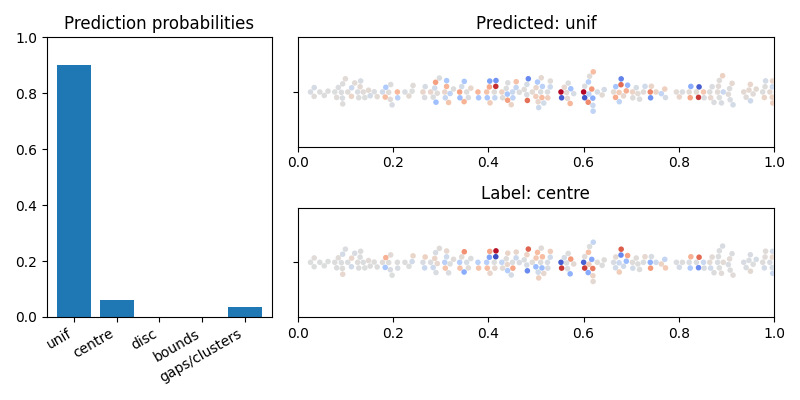 Prediction probabilities
1.0
0.8
0.6
0.4
0.2
0.0
unif
centre
disc
bounds
gaps/clusters
Predicted: unif
0.0 0.2 0.4 0.6 0.8 1.0
Label: centre
0.0 0.2 0.4 0.6 0.8 1.0